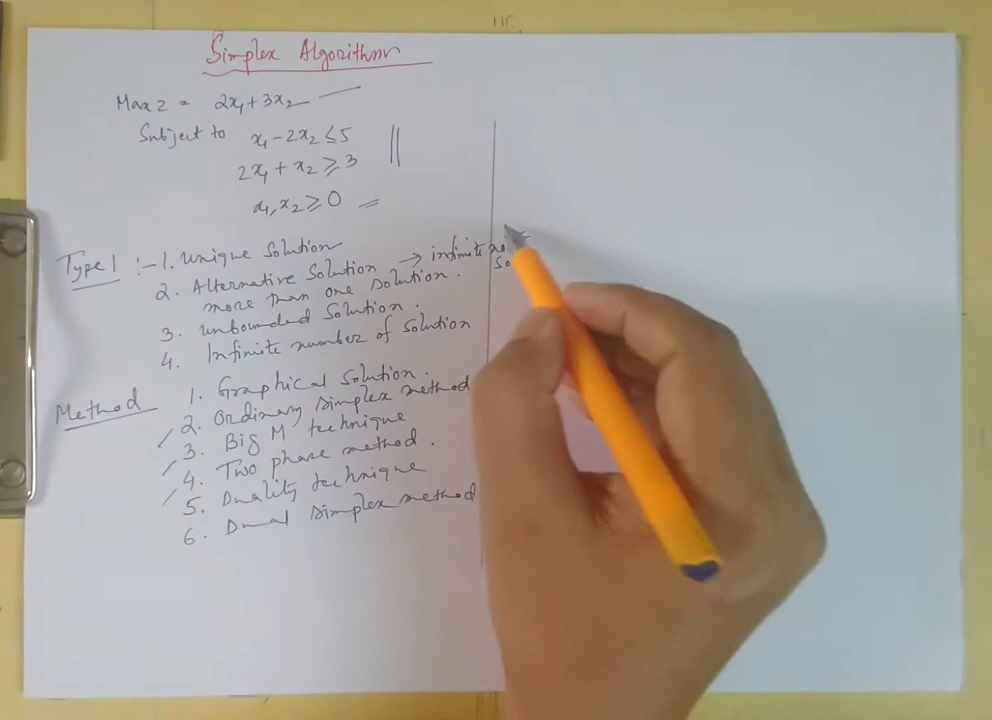 Simplex Algorithm
Max Z = 2x₁ + 3x₂
Subject to x₁ - 2x₂ ≤ 5
2x₁ + x₂ ≥ 3
x₁, x₂ ≥ 0
Type 1 :- 1. Unique Solution
2. Alternative Solution → infinite
more than one solution.
3. unbounded Solution.
4. Infinite number of solution
Method 1. Graphical solution.
2. Ordinary simplex method
3. Big M technique
4. Two phase method.
5. Duality technique
6. Dual simplex method